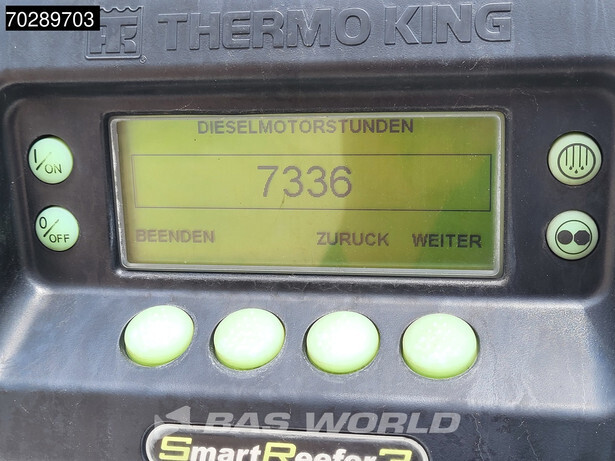 70289703
THERMO KING
DIESELMOTORSTUNDEN
7336
BEENDEN ZURUCK WEITER
I/ON
0/OFF
BAS WORLD
SmartReefer3